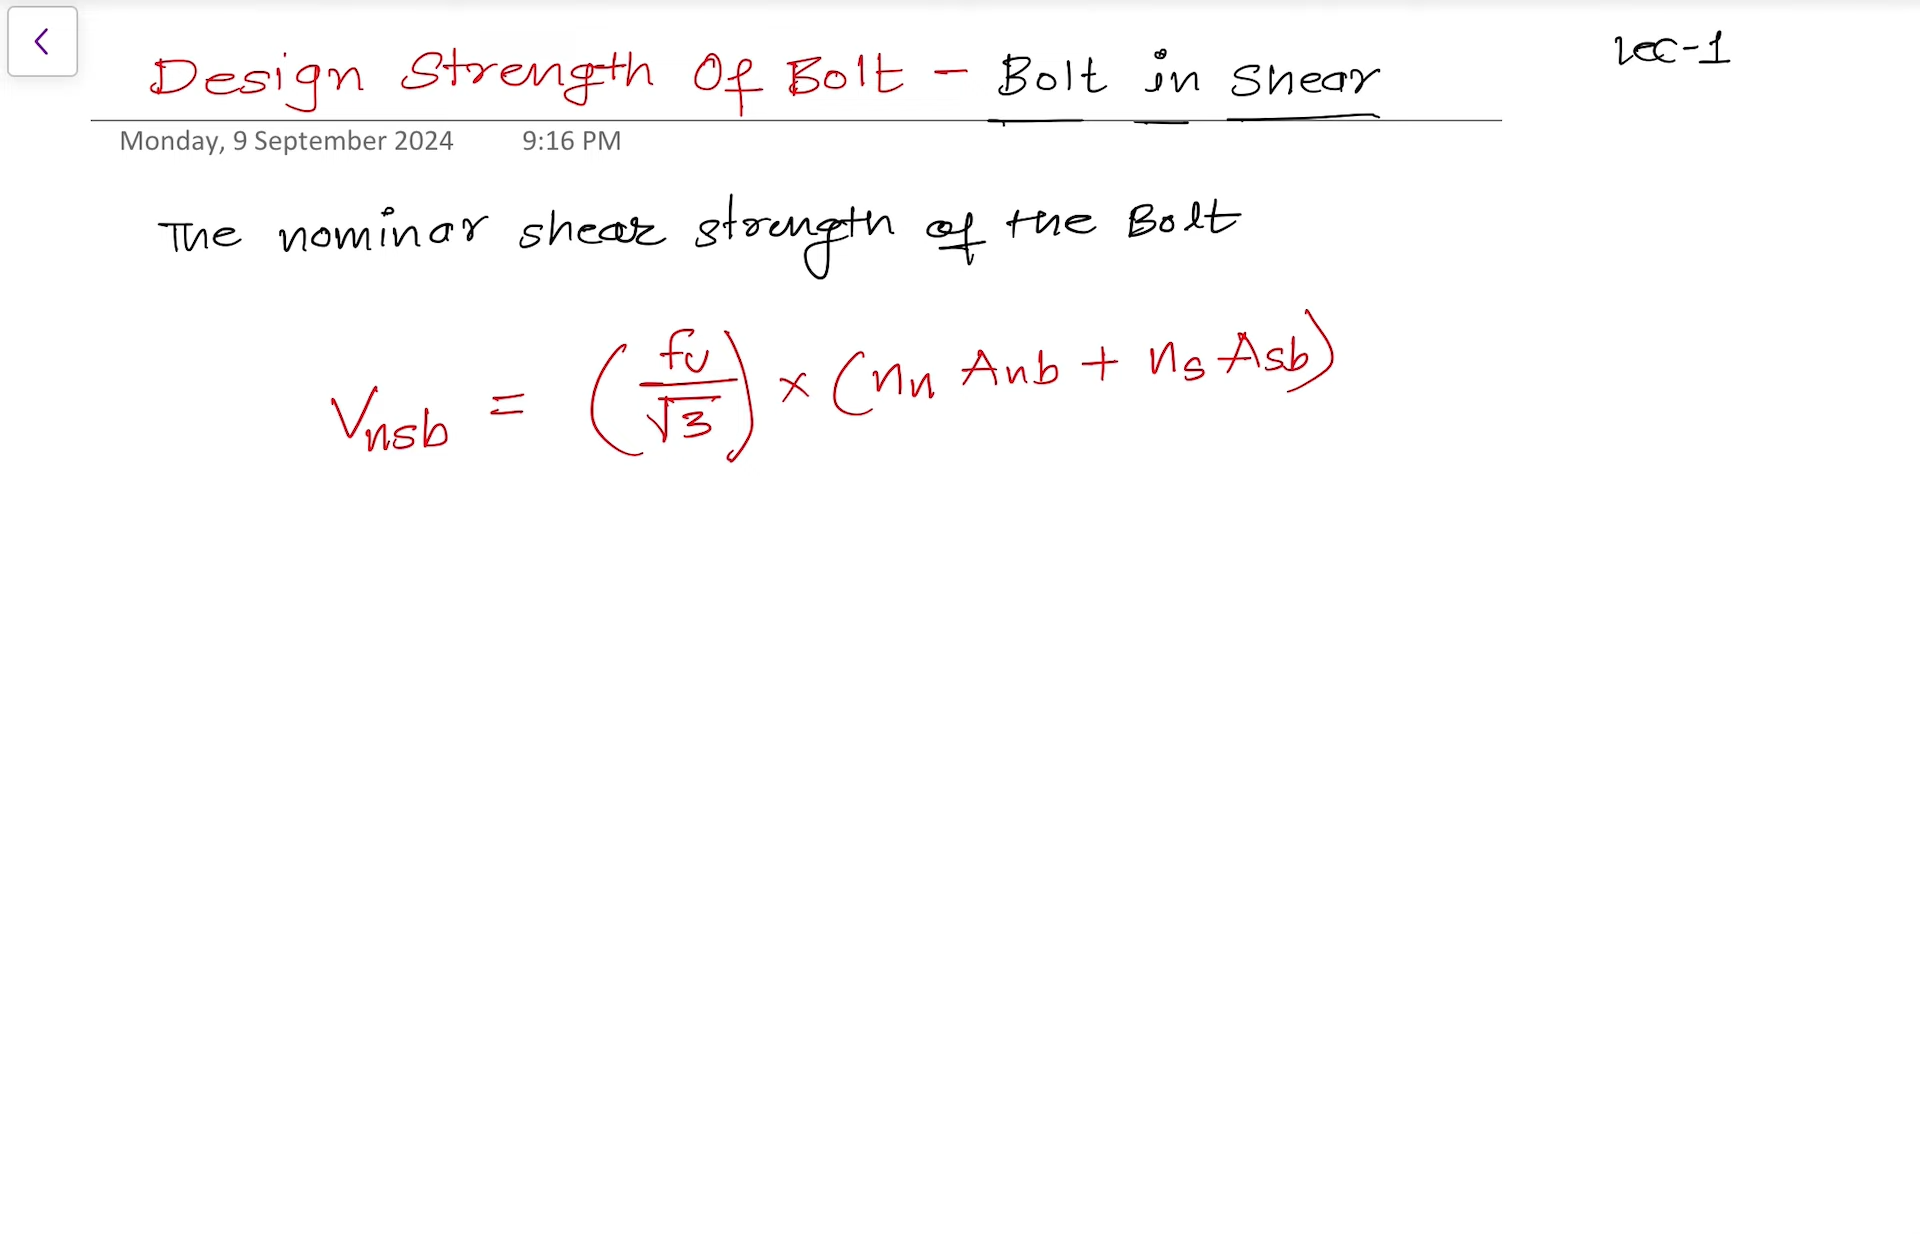 Design Strength Of Bolt - Bolt in Shear
Lec-1
Monday, 9 September 2024 9:16 PM
The nominar shear strength of the Bolt
Vnsb = (fu/√3) × (nn Anb + ns Asb)